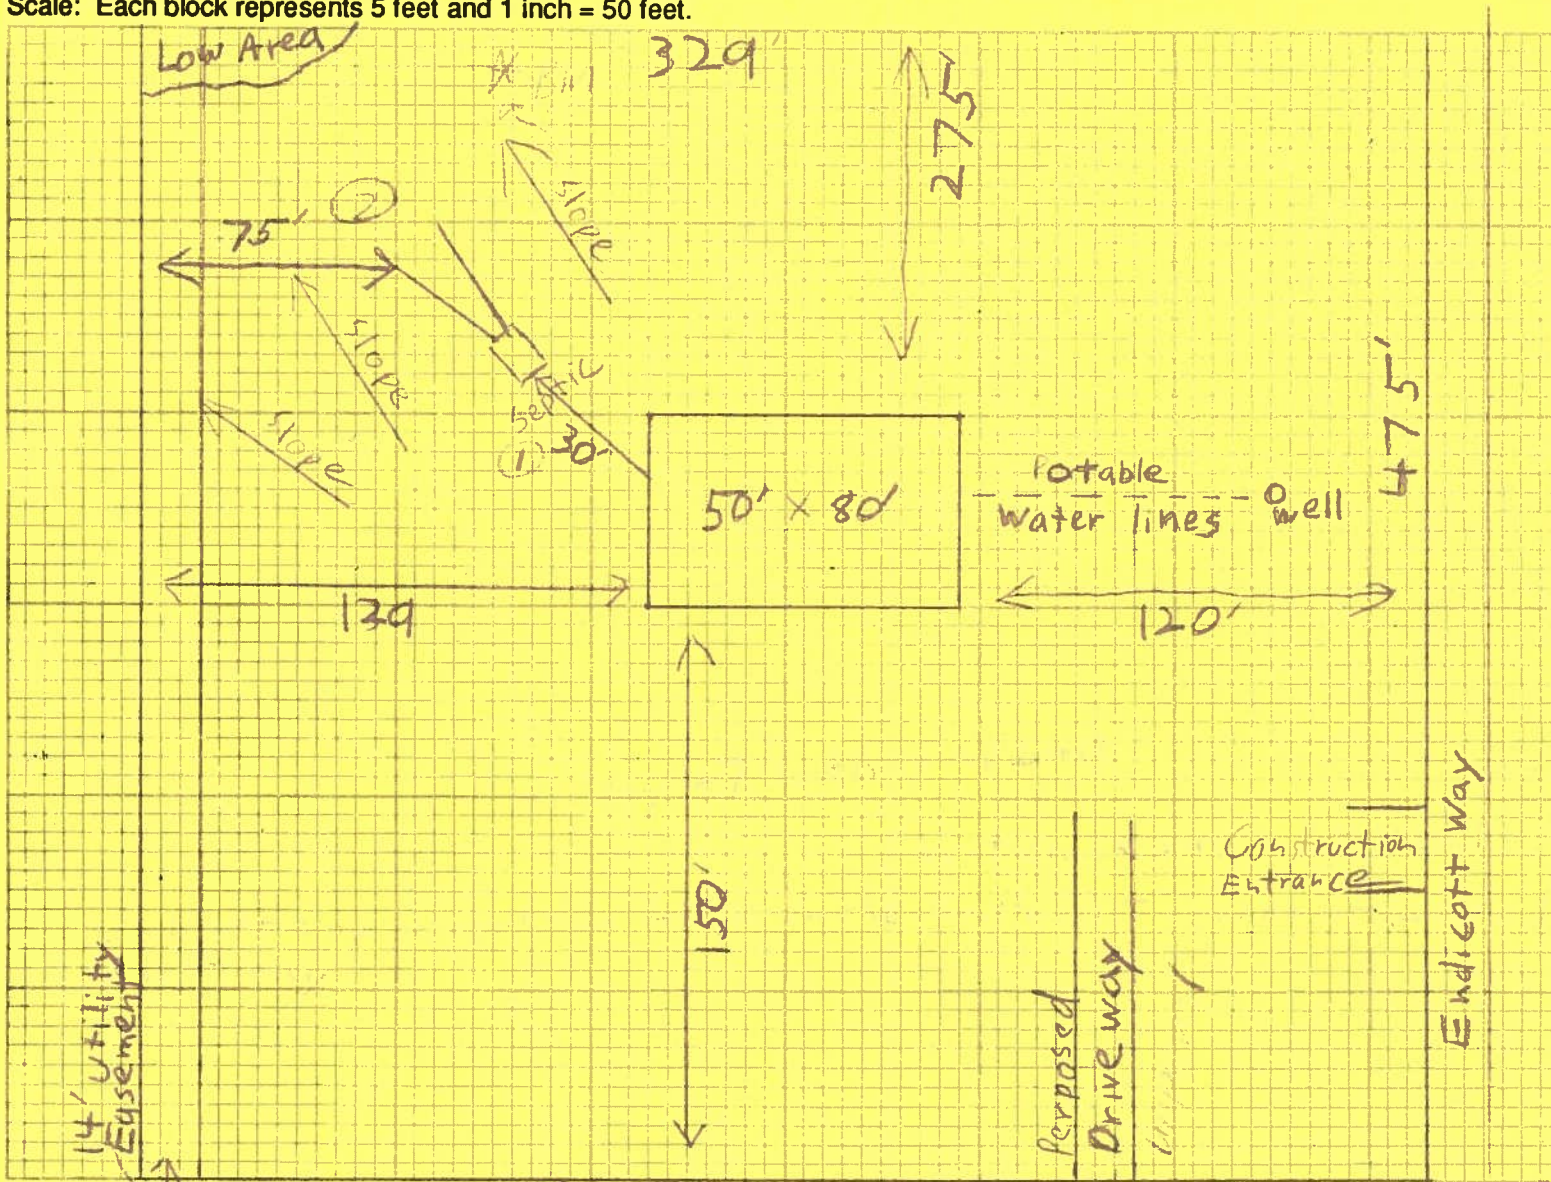 Scale: Each block represents 5 feet and 1 inch = 50 feet.
Low Area
329'
275'
75'
2
slope
slope
slope
septic
1
30'
50' x 80'
Potable
water lines
well
475'
129
120'
150'
Construction
Entrance
Endicott Way
14' Utility
Easement
Perposed
Drive way